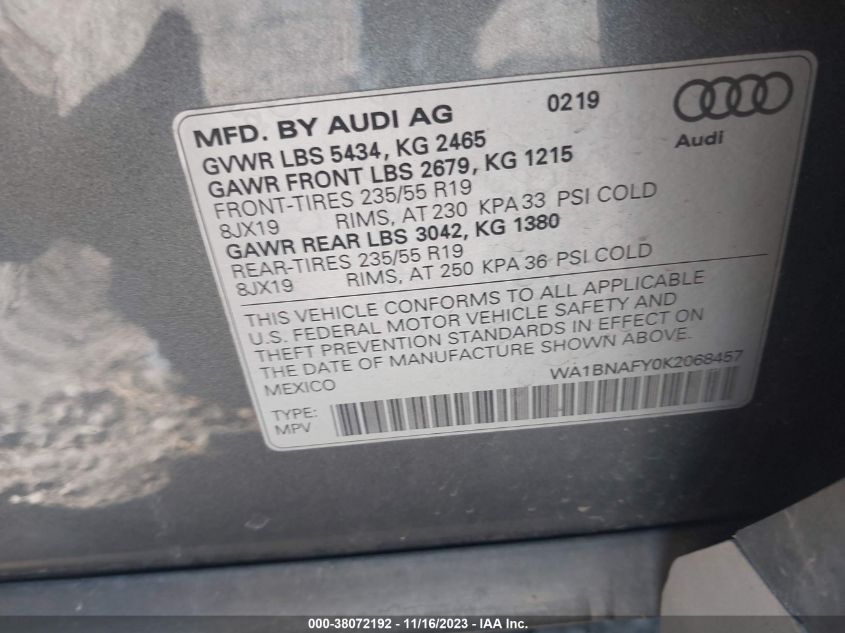 MFD. BY AUDI AG 0219
Audi
GVWR LBS 5434, KG 2465
GAWR FRONT LBS 2679, KG 1215
FRONT-TIRES 235/55 R19
8JX19 RIMS, AT 230 KPA 33 PSI COLD
GAWR REAR LBS 3042, KG 1380
REAR-TIRES 235/55 R19
8JX19 RIMS, AT 250 KPA 36 PSI COLD
THIS VEHICLE CONFORMS TO ALL APPLICABLE
U.S. FEDERAL MOTOR VEHICLE SAFETY AND
THEFT PREVENTION STANDARDS IN EFFECT ON
THE DATE OF MANUFACTURE SHOWN ABOVE.
MEXICO WA1BNAFY0K2068457
TYPE:
MPV
000-38072192 - 11/16/2023 - IAA Inc.